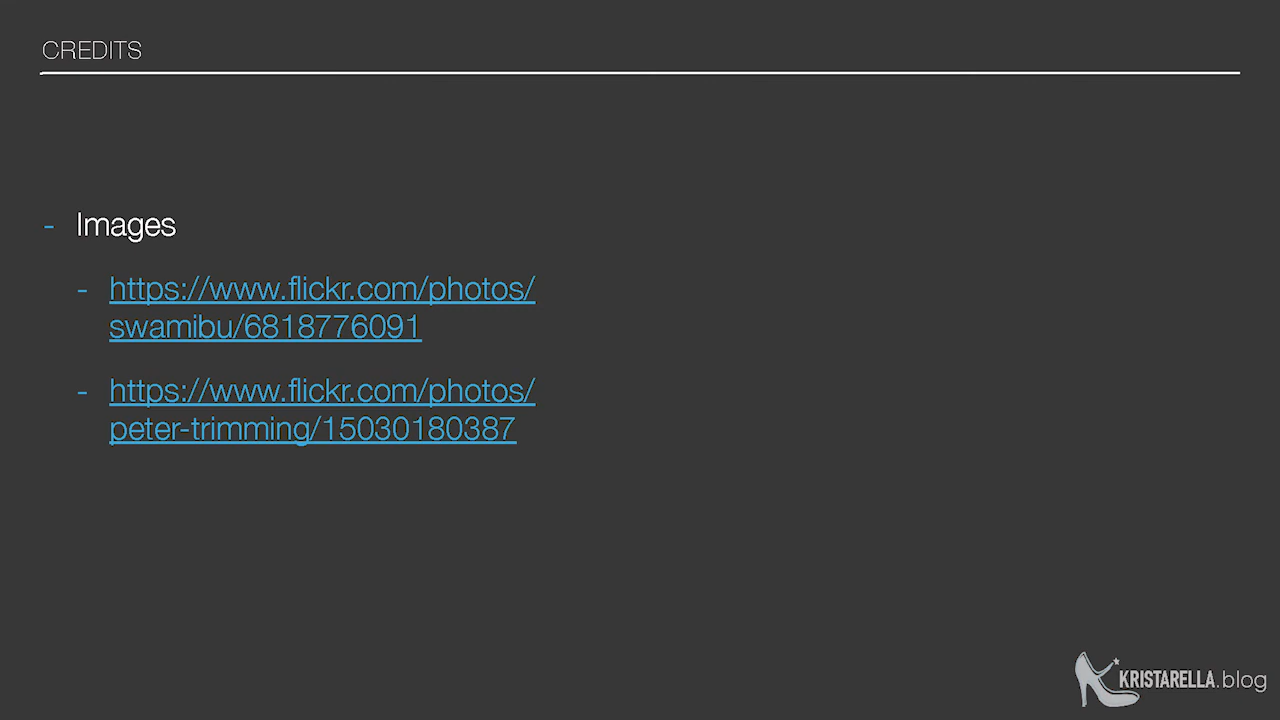 CREDITS
- Images
- https://www.flickr.com/photos/
swamibu/6818776091
- https://www.flickr.com/photos/
peter-trimming/15030180387
KRISTARELLA.blog